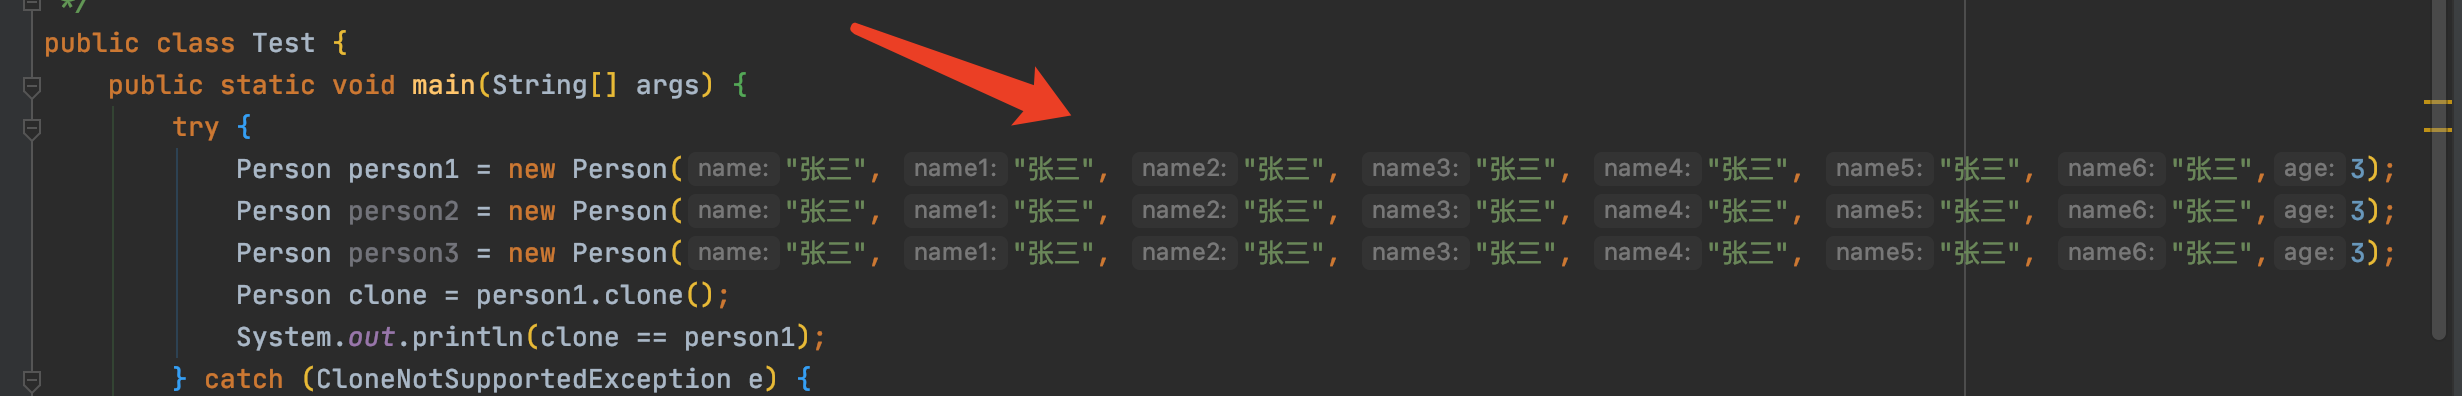 */
public class Test {
public static void main(String[] args) {
try {
Person person1 = new Person( name: "张三", name1: "张三", name2: "张三", name3: "张三", name4: "张三", name5: "张三", name6: "张三", age: 3);
Person person2 = new Person( name: "张三", name1: "张三", name2: "张三", name3: "张三", name4: "张三", name5: "张三", name6: "张三", age: 3);
Person person3 = new Person( name: "张三", name1: "张三", name2: "张三", name3: "张三", name4: "张三", name5: "张三", name6: "张三", age: 3);
Person clone = person1.clone();
System.out.println(clone == person1);
} catch (CloneNotSupportedException e) {